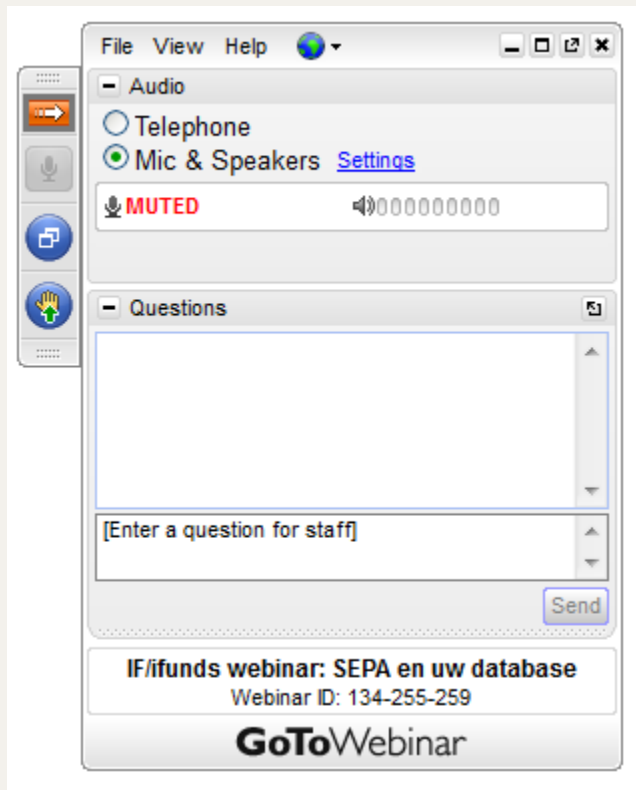 File View Help
Audio
Telephone
Mic & Speakers Settings
MUTED 000000000
Questions
[Enter a question for staff]
Send
IF/ifunds webinar: SEPA en uw database
Webinar ID: 134-255-259
GoToWebinar